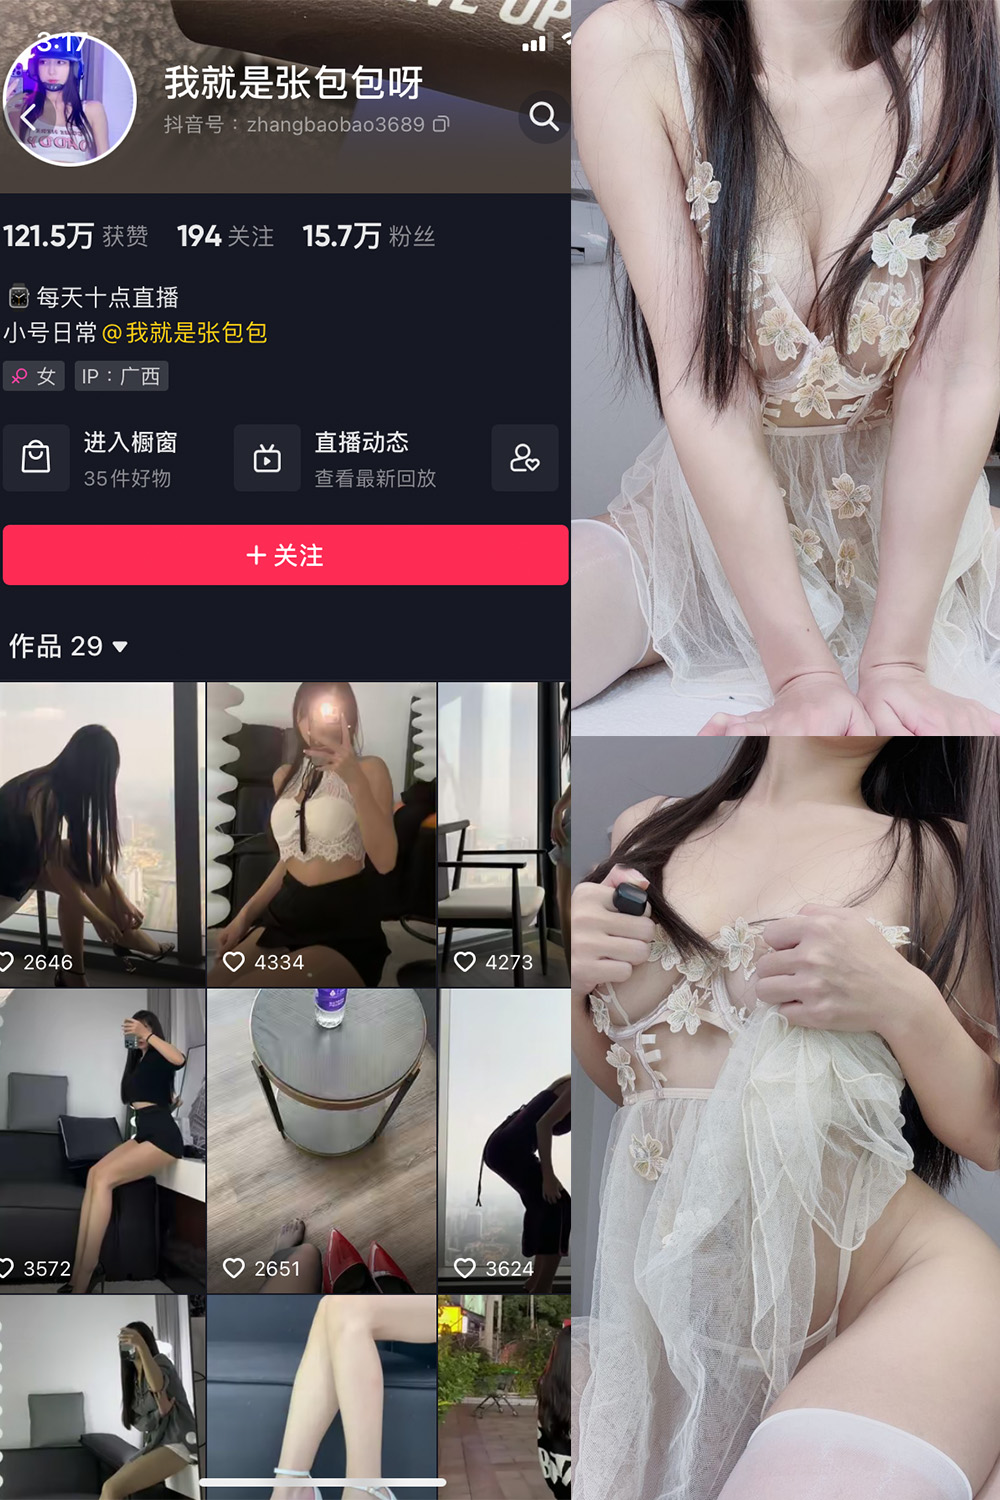 VE UP
3:17
我就是张包包呀
抖音号：zhangbaobao3689
121.5万 获赞 194 关注 15.7万 粉丝
每天十点直播
小号日常@我就是张包包
女 IP：广西
进入橱窗 直播动态
35件好物 查看最新回放
+ 关注
作品 29
2646 4334 4273
3572 2651 3624